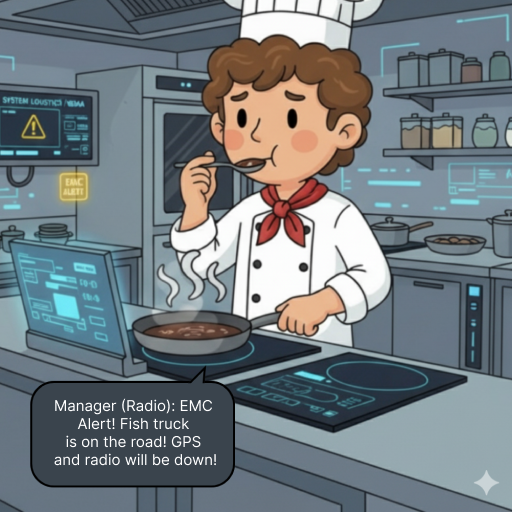 SYSTEM LOUSTICS
EMC
ALERT
Manager (Radio): EMC
Alert! Fish truck
is on the road! GPS
and radio will be down!